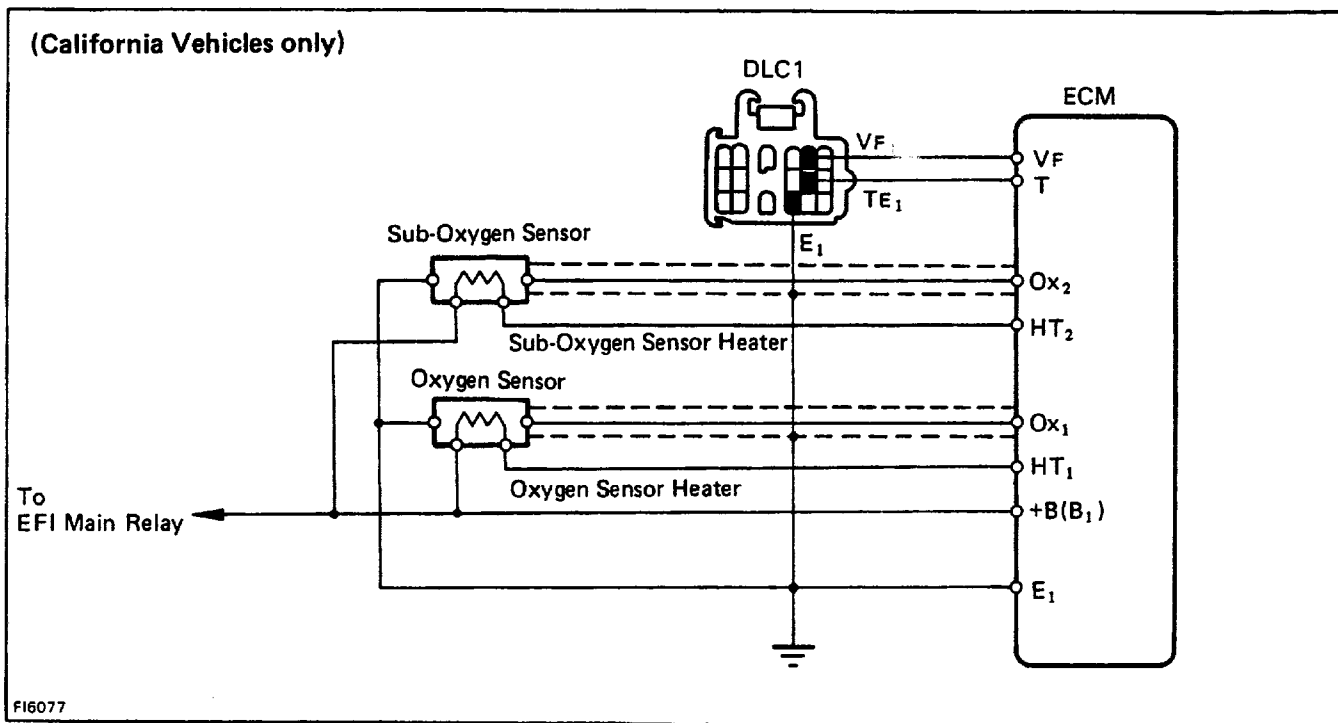 (California Vehicles only)
DLC1
ECM
VF
VF
T
TE₁
E₁
Sub-Oxygen Sensor
Ox₂
HT₂
Sub-Oxygen Sensor Heater
Oxygen Sensor
Ox₁
HT₁
Oxygen Sensor Heater
To
EFI Main Relay
+B(B₁)
E₁
FI6077